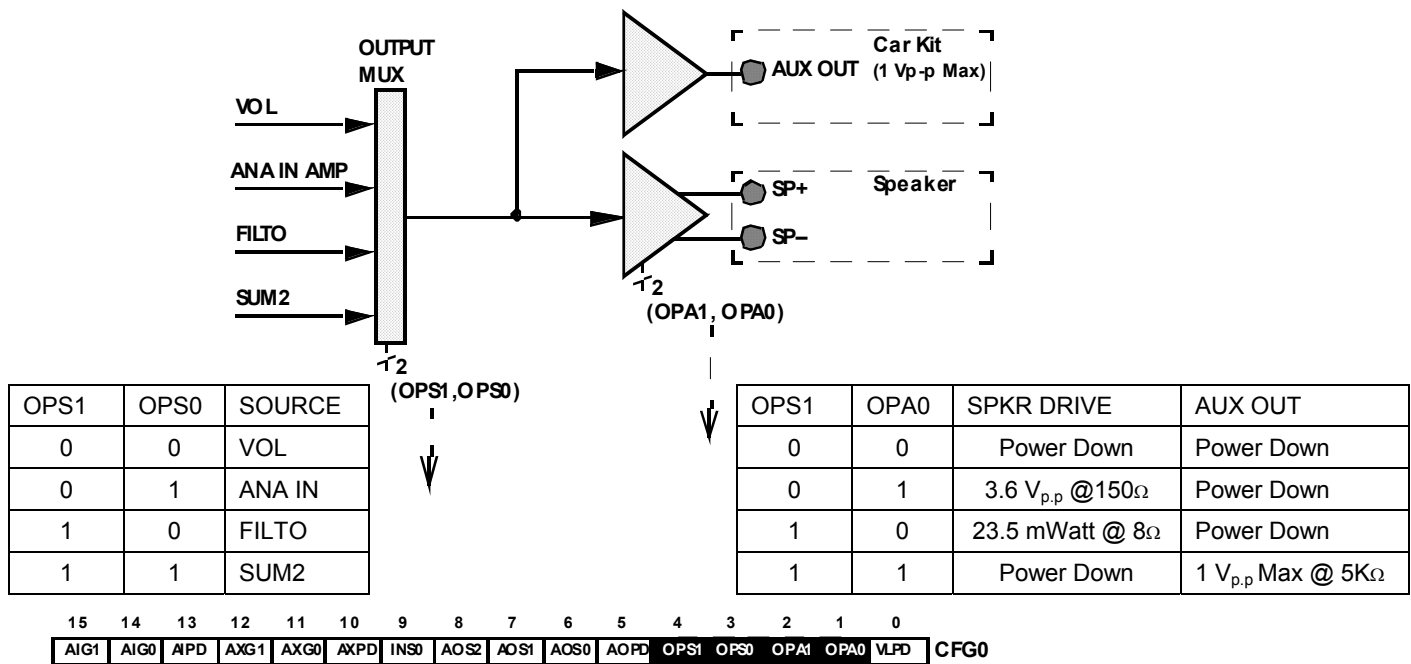 OUTPUT
MUX
VOL
ANA IN AMP
FILTO
SUM2
2
(OPS1,OPS0)
Car Kit
AUX OUT (1 Vp-p Max)
SP+ Speaker
SP–
2
(OPA1, OPA0)
OPS1 OPS0 SOURCE
0 0 VOL
0 1 ANA IN
1 0 FILTO
1 1 SUM2
OPS1 OPA0 SPKR DRIVE AUX OUT
0 0 Power Down Power Down
0 1 3.6 Vp.p @150Ω Power Down
1 0 23.5 mWatt @ 8Ω Power Down
1 1 Power Down 1 Vp.p Max @ 5KΩ
15 14 13 12 11 10 9 8 7 6 5 4 3 2 1 0
AIG1 AIG0 AIPD AXG1 AXG0 AXPD INS0 AOS2 AOS1 AOS0 AOPD OPS1 OPS0 OPA1 OPA0 VLPD CFG0